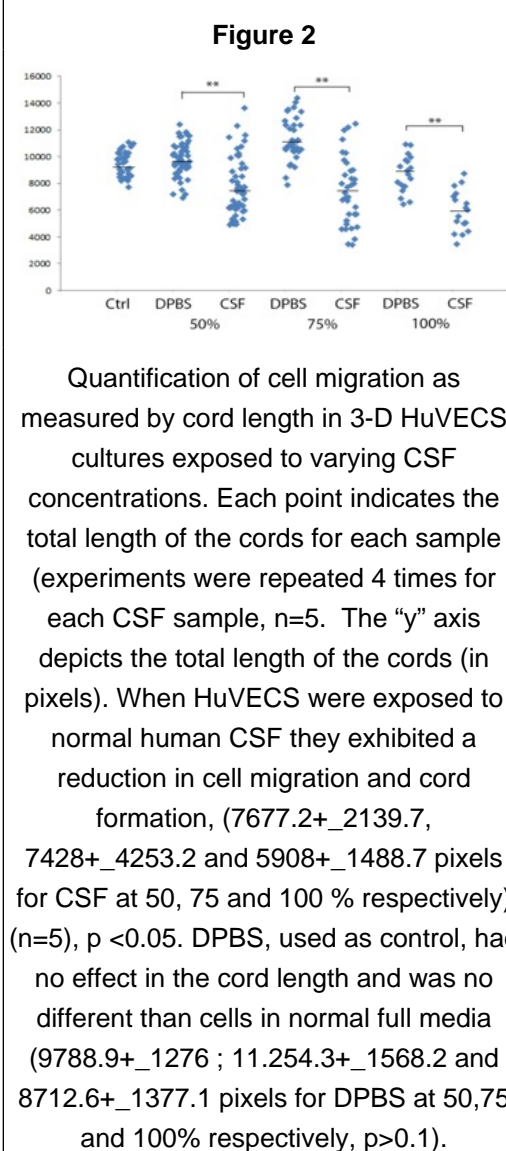 Figure 2
16000
14000
12000
10000
8000
6000
4000
2000
0
** ** **
Ctrl DPBS CSF DPBS CSF DPBS CSF
50% 75% 100%
Quantification of cell migration as
measured by cord length in 3-D HuVECS
cultures exposed to varying CSF
concentrations. Each point indicates the
total length of the cords for each sample
(experiments were repeated 4 times for
each CSF sample, n=5. The “y” axis
depicts the total length of the cords (in
pixels). When HuVECS were exposed to
normal human CSF they exhibited a
reduction in cell migration and cord
formation, (7677.2+_2139.7,
7428+_4253.2 and 5908+_1488.7 pixels
for CSF at 50, 75 and 100 % respectively)
(n=5), p <0.05. DPBS, used as control, had
no effect in the cord length and was no
different than cells in normal full media
(9788.9+_1276 ; 11.254.3+_1568.2 and
8712.6+_1377.1 pixels for DPBS at 50,75
and 100% respectively, p>0.1).